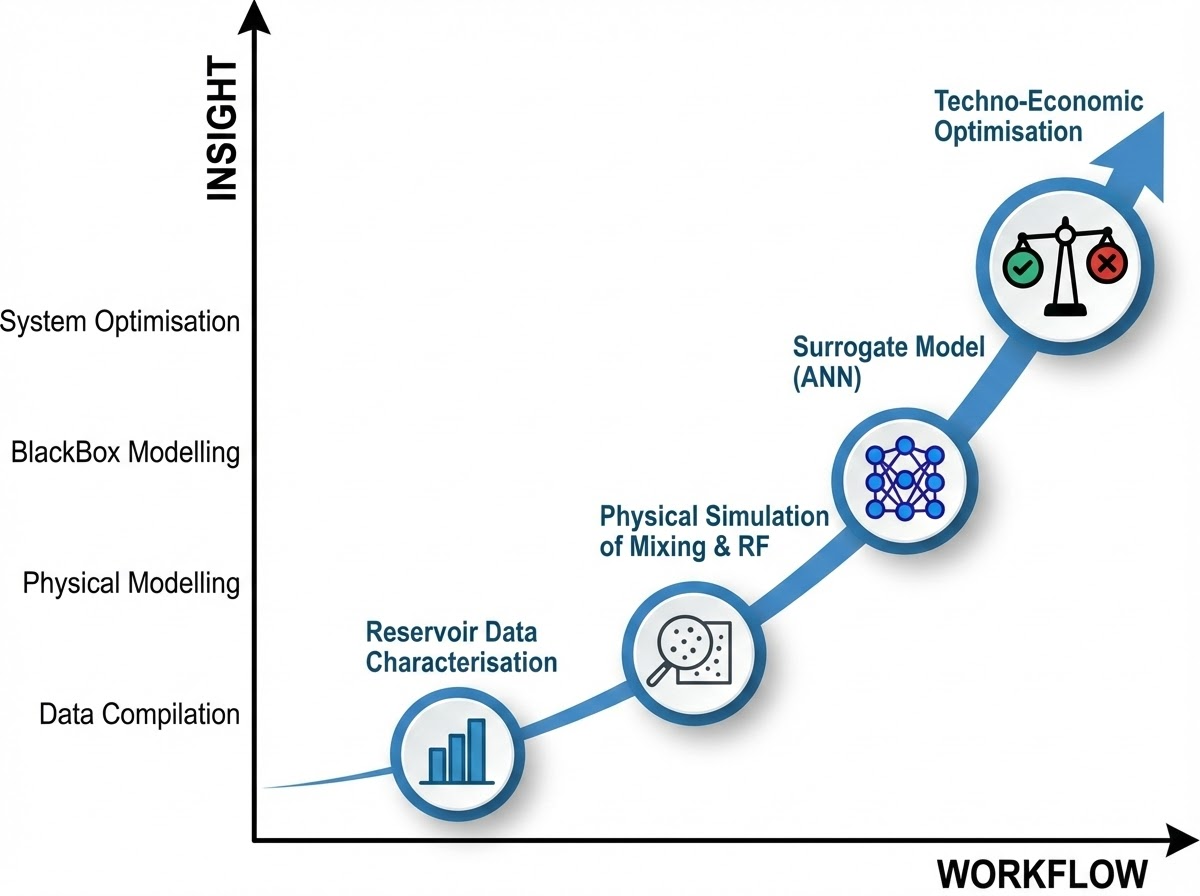 INSIGHT
Techno-Economic
Optimisation
System Optimisation
Surrogate Model
(ANN)
BlackBox Modelling
Physical Simulation
of Mixing & RF
Physical Modelling
Reservoir Data
Characterisation
Data Compilation
WORKFLOW